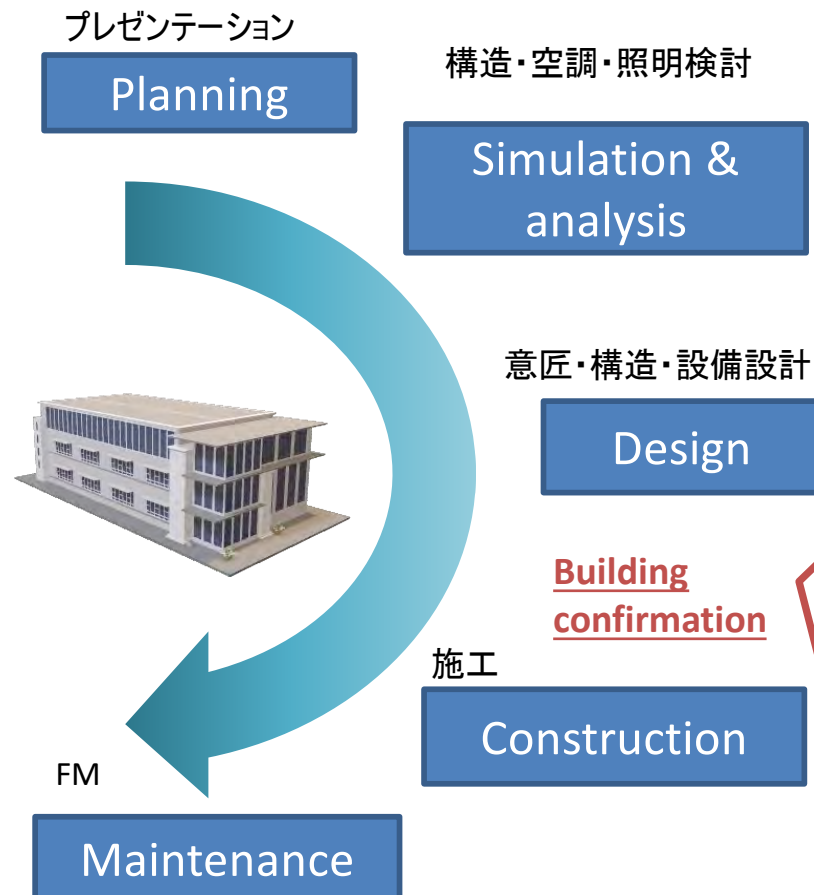 プレゼンテーション
Planning
構造・空調・照明検討
Simulation &
analysis
意匠・構造・設備設計
Design
Building
confirmation
施工
Construction
FM
Maintenance